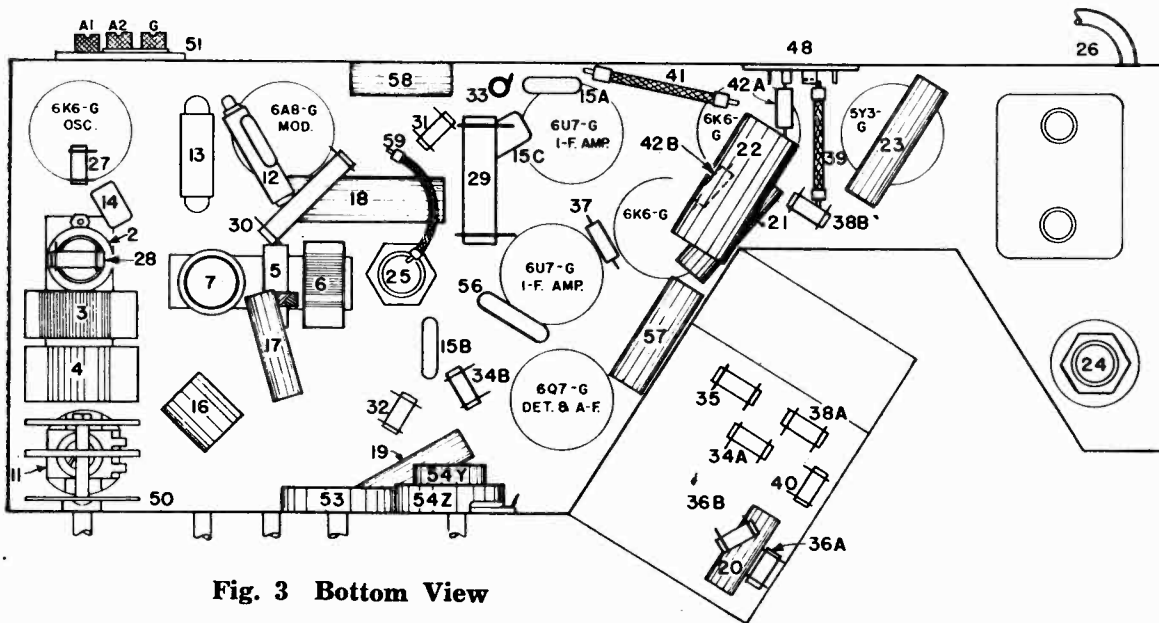 A1 A2 G
51
58
33
15A
41
48
42A
26
6K6-G
OSC.
27
14
13
6A8-G
MOD.
12
59
31
29
15C
6U7-G
I-F. AMP.
6K6-G
22
42B
39
5Y3-G
23
18
30
2
28
7
5
6
25
37
6K6-G
21
38B
3
17
6U7-G
I-F. AMP.
56
57
24
4
16
15B
34B
32
6Q7-G
DET. & A-F.
35
38A
34A
40
19
11
50
53
54Y
54Z
36B
36A
20
Fig. 3 Bottom View